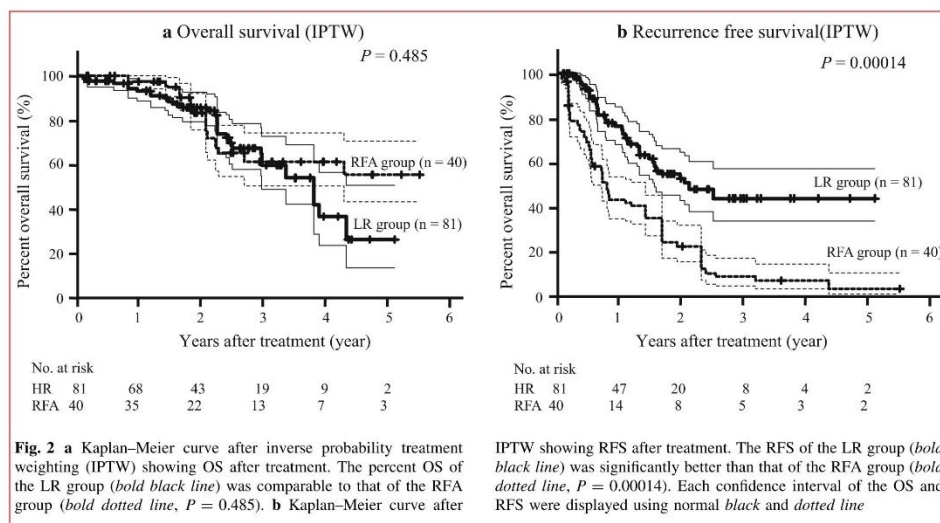 a Overall survival (IPTW)
P = 0.485
Percent overall survival (%)
100
80
60
40
20
0
RFA group (n = 40)
LR group (n = 81)
0 1 2 3 4 5 6
Years after treatment (year)
No. at risk
HR 81 68 43 19 9 2
RFA 40 35 22 13 7 3
b Recurrence free survival(IPTW)
P = 0.00014
Percent overall survival (%)
100
80
60
40
20
0
LR group (n = 81)
RFA group (n = 40)
0 1 2 3 4 5 6
Years after treatment (year)
No. at risk
HR 81 47 20 8 4 2
RFA 40 14 8 5 3 2
Fig. 2 a Kaplan–Meier curve after inverse probability treatment
weighting (IPTW) showing OS after treatment. The percent OS of
the LR group (bold black line) was comparable to that of the RFA
group (bold dotted line, P = 0.485). b Kaplan–Meier curve after
IPTW showing RFS after treatment. The RFS of the LR group (bold
black line) was significantly better than that of the RFA group (bold
dotted line, P = 0.00014). Each confidence interval of the OS and
RFS were displayed using normal black and dotted line